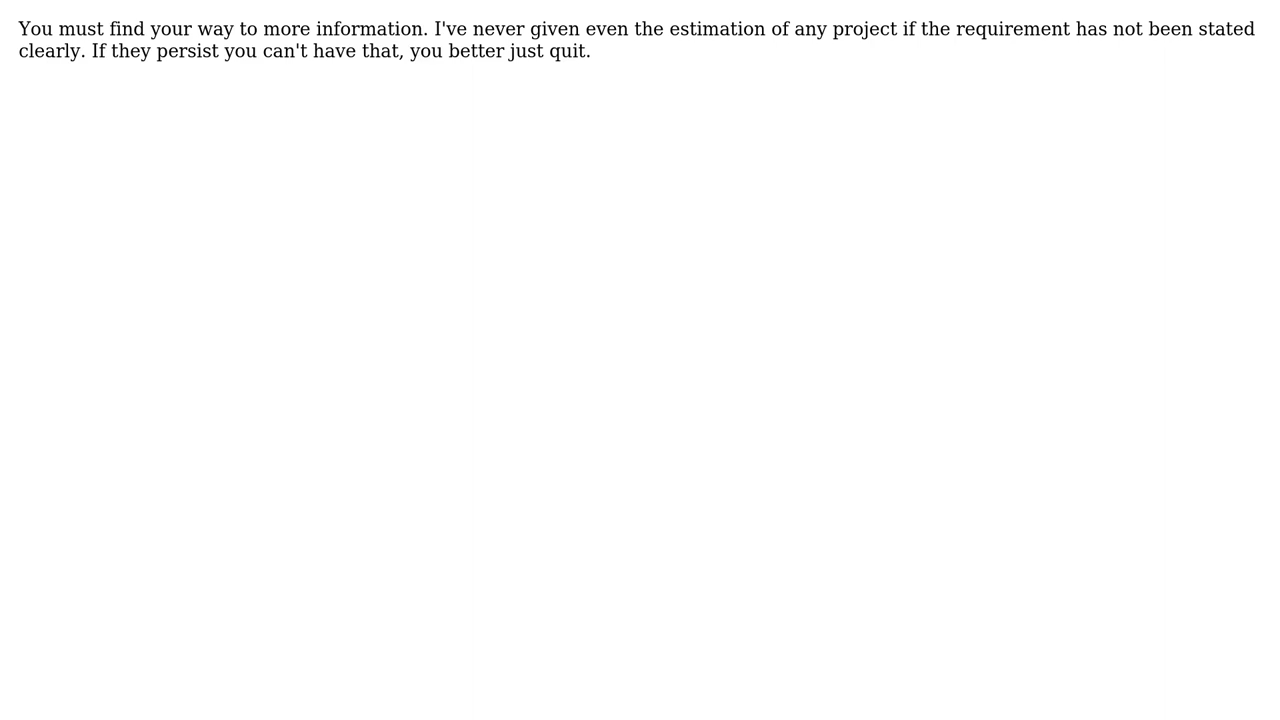 You must find your way to more information. I've never given even the estimation of any project if the requirement has not been stated
clearly. If they persist you can't have that, you better just quit.